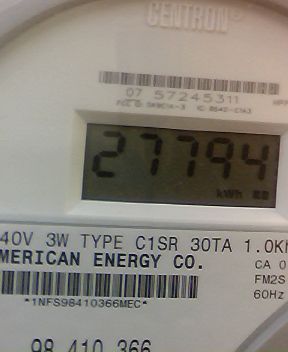 CENTRON®
07 57245311
27794
kWh
40V 3W TYPE C1SR 30TA 1.0K
MERICAN ENERGY CO.
CA 0
FM2S
60Hz
*1NFS98410366MEC*
98 410 366